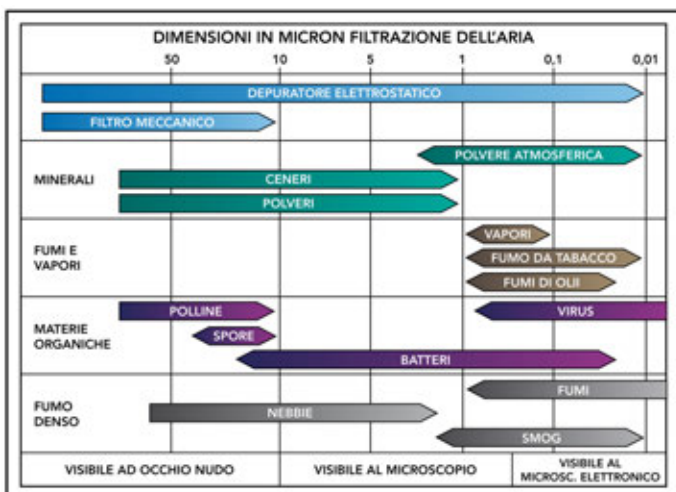 DIMENSIONI IN MICRON FILTRAZIONE DELL'ARIA
50 10 5 1 0,1 0,01
DEPURATORE ELETTROSTATICO
FILTRO MECCANICO
POLVERE ATMOSFERICA
MINERALI
CENERI
POLVERI
VAPORI
FUMI E
VAPORI
FUMO DA TABACCO
FUMI DI OLII
POLLINE
VIRUS
MATERIE
ORGANICHE
SPORE
BATTERI
FUMI
FUMO
DENSO
NEBBIE
SMOG
VISIBILE AD OCCHIO NUDO
VISIBILE AL MICROSCOPIO
VISIBILE AL
MICROSC. ELETTRONICO